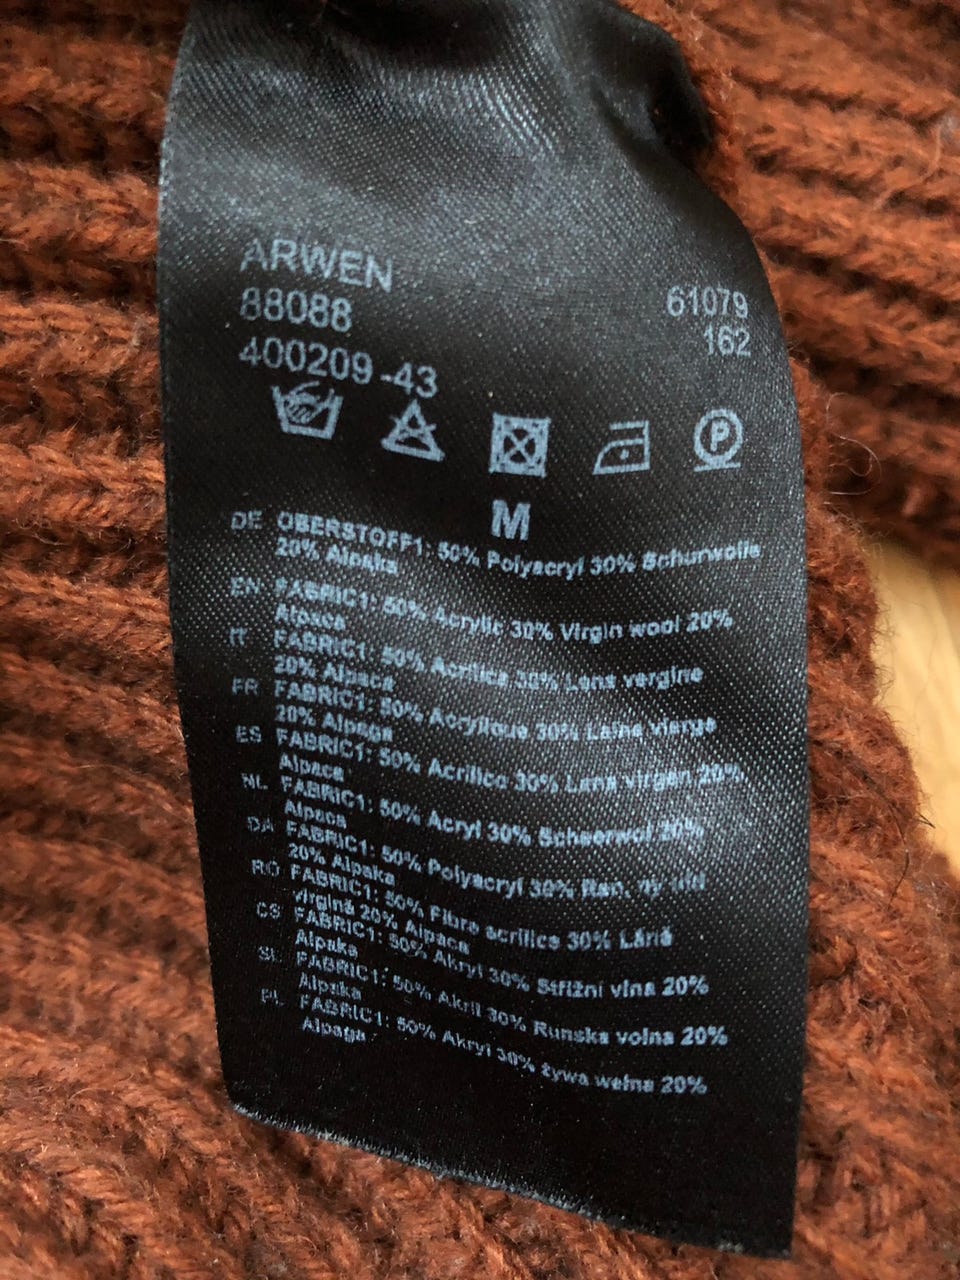 ARWEN
88088
400209-43
61079
162
P
M
DE OBERSTOFF1: 50% Polyacryl 30% Schurwolle
20% Alpaka
EN FABRIC1: 50% Acrylic 30% Virgin wool 20%
Alpaca
IT FABRIC1: 50% Acrilica 30% Lana vergine
20% Alpaca
FR FABRIC1: 50% Acrylique 30% Laine vierge
20% Alpaga
ES FABRIC1: 50% Acrílico 30% Lana virgen 20%
Alpaca
NL FABRIC1: 50% Acryl 30% Scheerwol 20%
Alpaca
DA FABRIC1: 50% Polyacryl 30% Ren, ny uld
20% Alpaka
RO FABRIC1: 50% Fibre acrilice 30% Lână
virgină 20% Alpaca
CS FABRIC1: 50% Akryl 30% Střižní vlna 20%
Alpaka
SL FABRIC1: 50% Akril 30% Runska volna 20%
Alpaka
PL FABRIC1: 50% Akryl 30% żywa wełna 20%
Alpaga